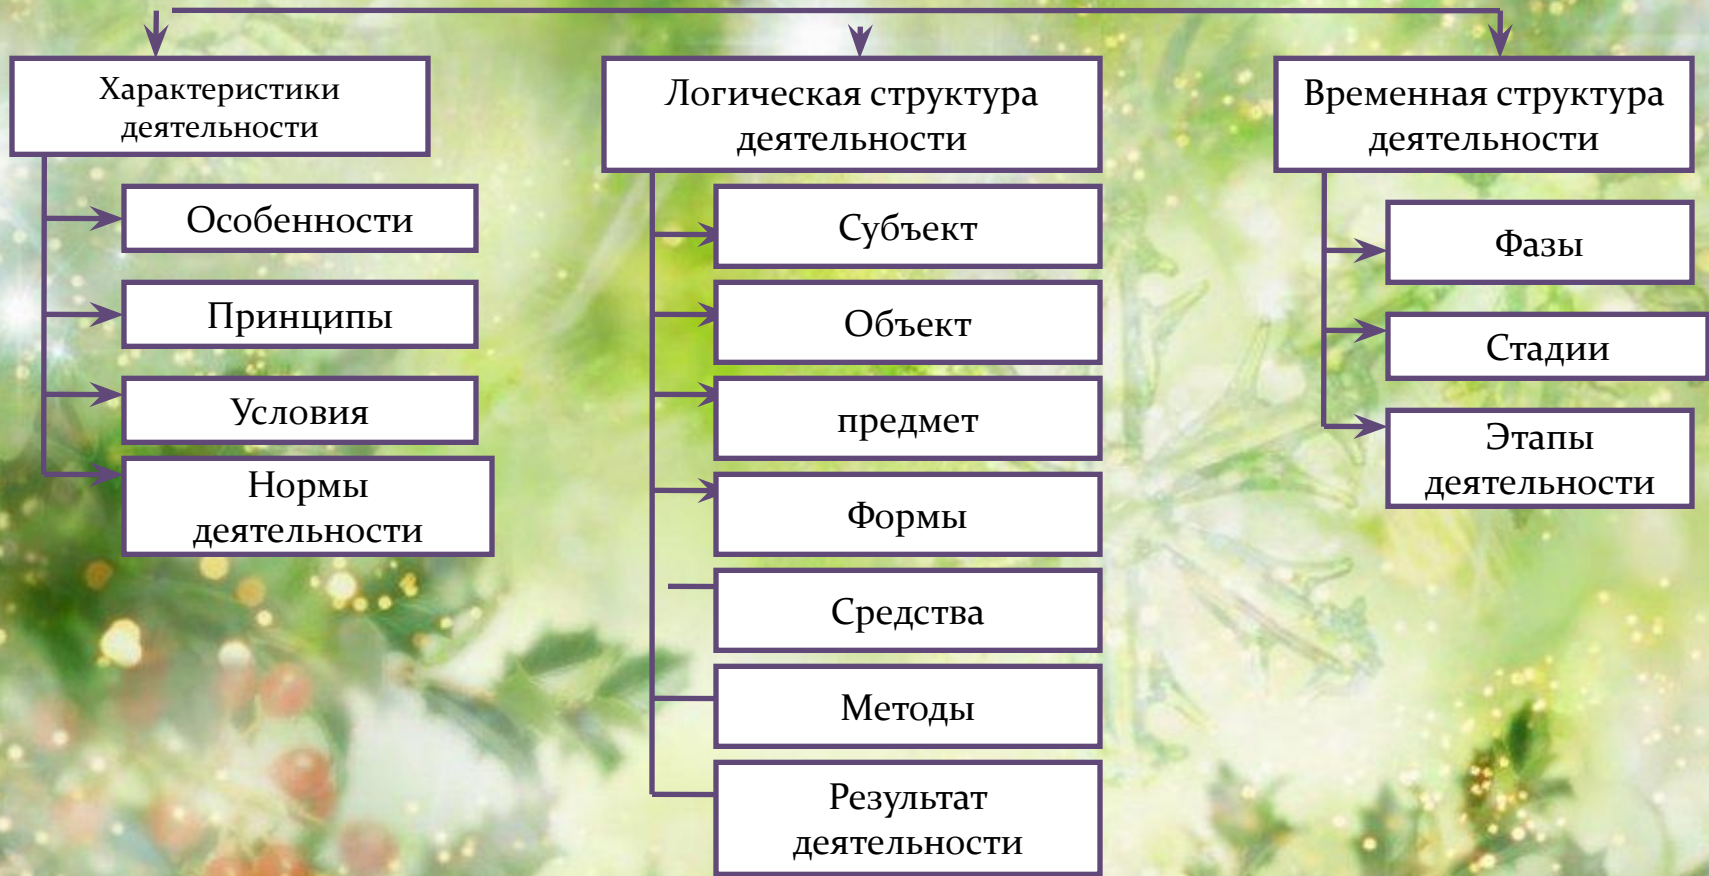 Характеристики
деятельности
Особенности
Принципы
Условия
Нормы
деятельности
Логическая структура
деятельности
Субъект
Объект
предмет
Формы
Средства
Методы
Результат
деятельности
Временная структура
деятельности
Фазы
Стадии
Этапы
деятельности